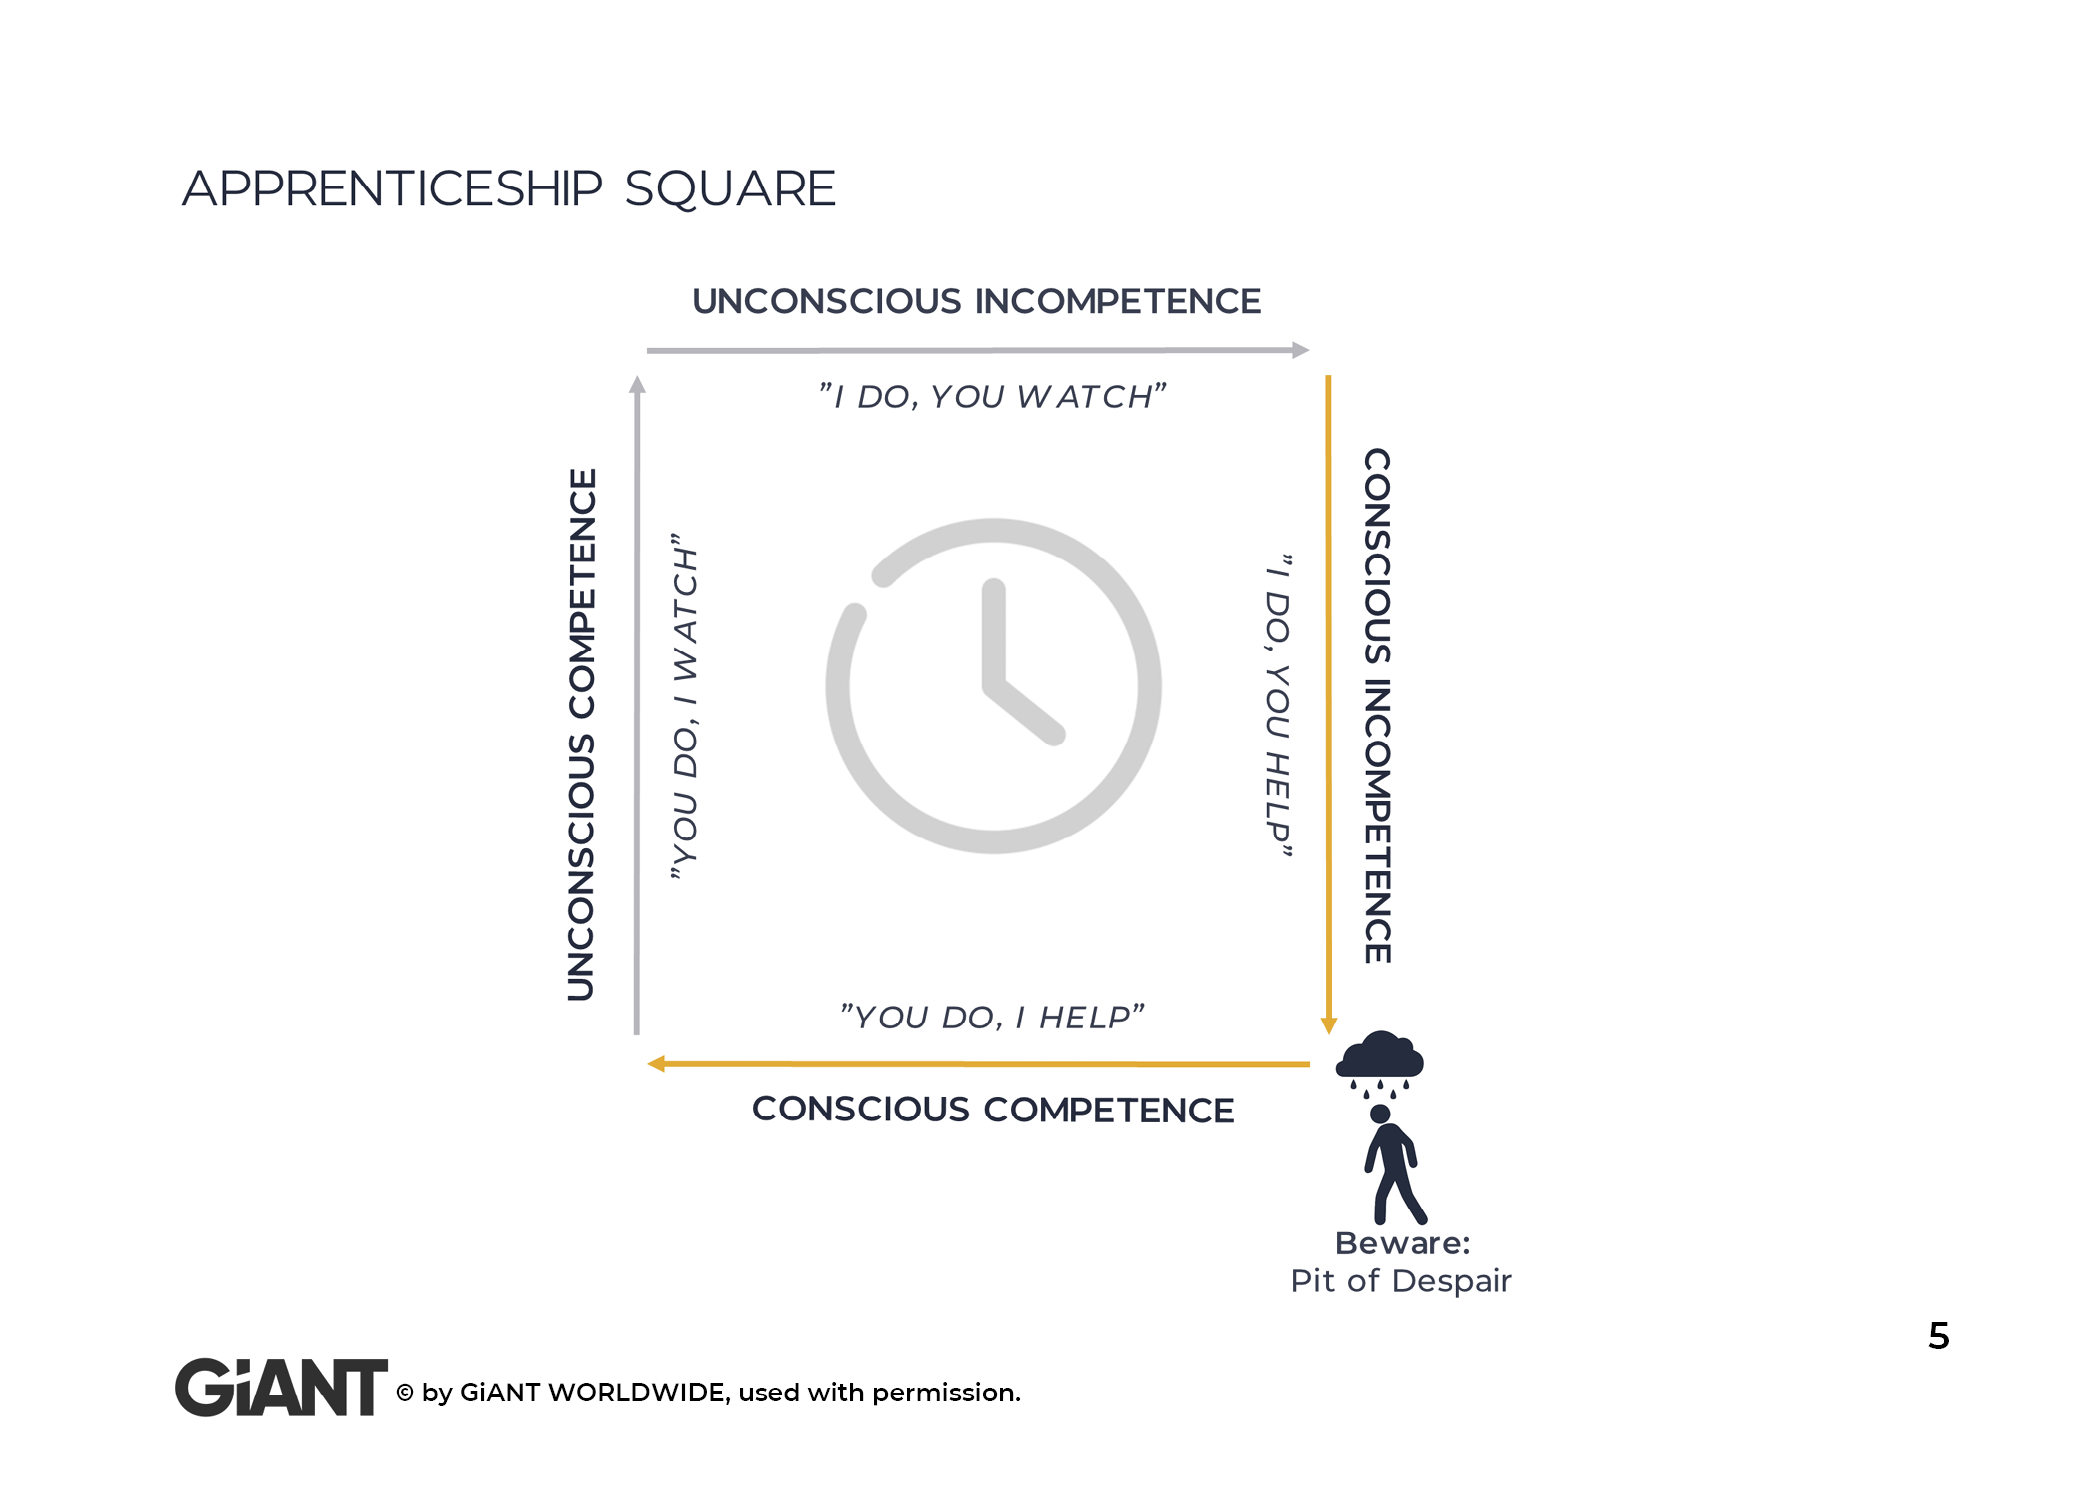 APPRENTICESHIP SQUARE
UNCONSCIOUS INCOMPETENCE
”I DO, YOU WATCH”
UNCONSCIOUS COMPETENCE
”YOU DO, I WATCH”
”I DO, YOU HELP”
CONSCIOUS INCOMPETENCE
”YOU DO, I HELP”
CONSCIOUS COMPETENCE
Beware:
Pit of Despair
5
GiANT © by GiANT WORLDWIDE, used with permission.